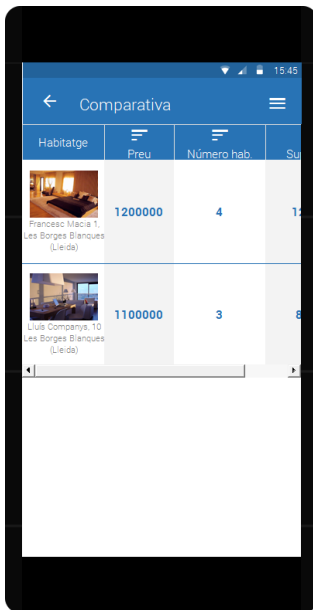 15:45
Comparativa
Habitatge
Preu
Número hab.
Francesc Macia 1,
Les Borges Blanques
(Lleida)
1200000
4
Lluís Companys, 10
Les Borges Blanques
(Lleida)
1100000
3